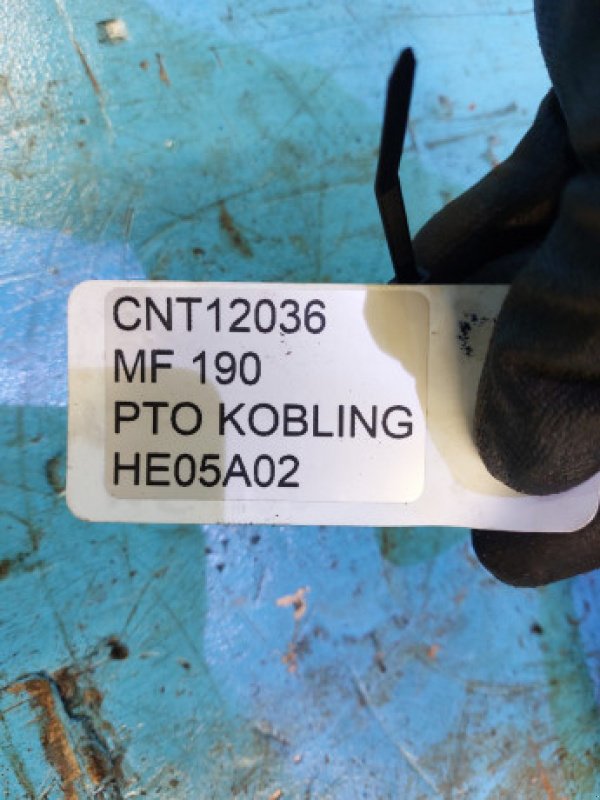 CNT12036
MF 190
PTO KOBLING
HE05A02